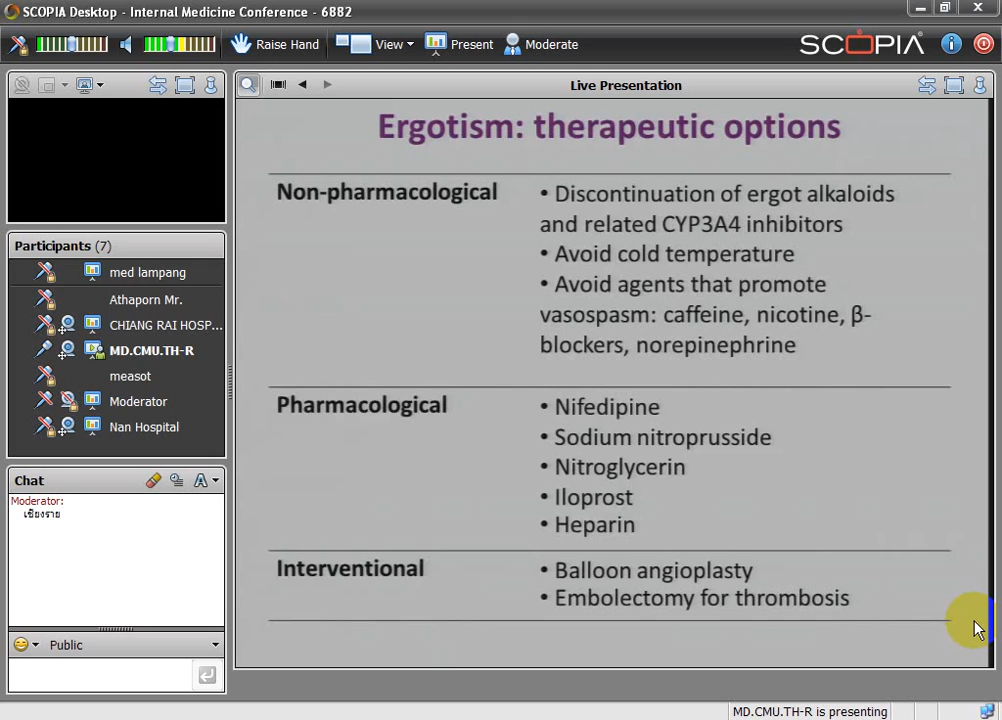 SCOPIA Desktop - Internal Medicine Conference - 6882
Raise Hand
View
Present
Moderate
SCOPIA
Live Presentation
Participants (7)
med lampang
Athaporn Mr.
CHIANG RAI HOSP...
MD.CMU.TH-R
measot
Moderator
Nan Hospital
Chat
Moderator:
เชียงราย
Public
Ergotism: therapeutic options
Non-pharmacological
• Discontinuation of ergot alkaloids
and related CYP3A4 inhibitors
• Avoid cold temperature
• Avoid agents that promote
vasospasm: caffeine, nicotine, β-
blockers, norepinephrine
Pharmacological
• Nifedipine
• Sodium nitroprusside
• Nitroglycerin
• Iloprost
• Heparin
Interventional
• Balloon angioplasty
• Embolectomy for thrombosis
MD.CMU.TH-R is presenting